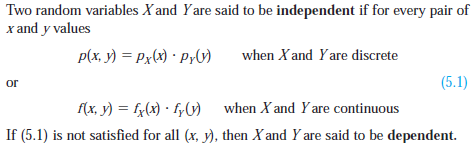 Two random variables X and Y are said to be independent if for every pair of
x and y values
p(x, y) = pX(x) · pY(y) when X and Y are discrete
or (5.1)
f(x, y) = fX(x) · fY(y) when X and Y are continuous
If (5.1) is not satisfied for all (x, y), then X and Y are said to be dependent.